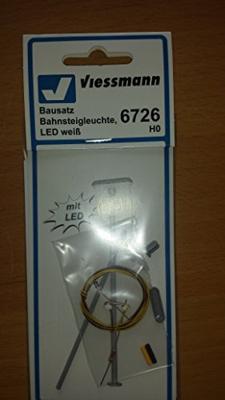 Viessmann
Bausatz
Bahnsteigleuchte, 6726
LED weiß H0
mit
LED